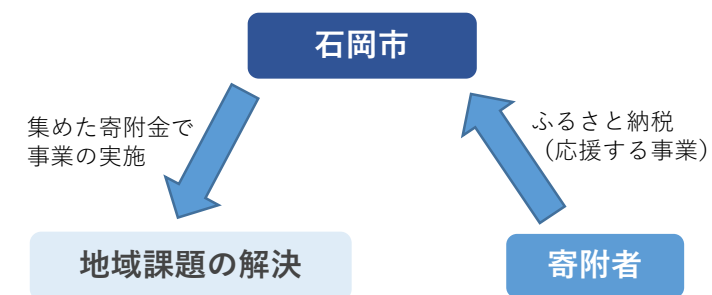 石岡市
集めた寄附金で
事業の実施
ふるさと納税
（応援する事業）
地域課題の解決
寄附者